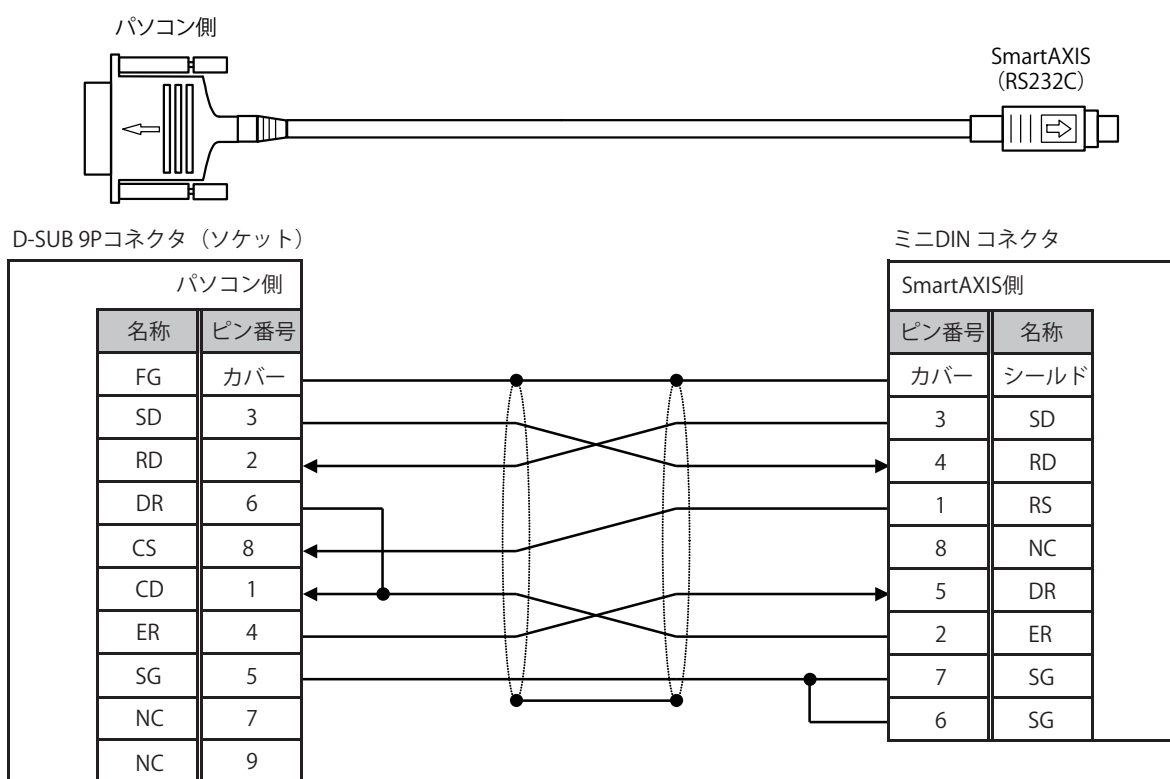 パソコン側
SmartAXIS
（RS232C）
D-SUB 9Pコネクタ（ソケット）
パソコン側
名称 ピン番号
FG カバー
SD 3
RD 2
DR 6
CS 8
CD 1
ER 4
SG 5
NC 7
NC 9
ミニDIN コネクタ
SmartAXIS側
ピン番号 名称
カバー シールド
3 SD
4 RD
1 RS
8 NC
5 DR
2 ER
7 SG
6 SG